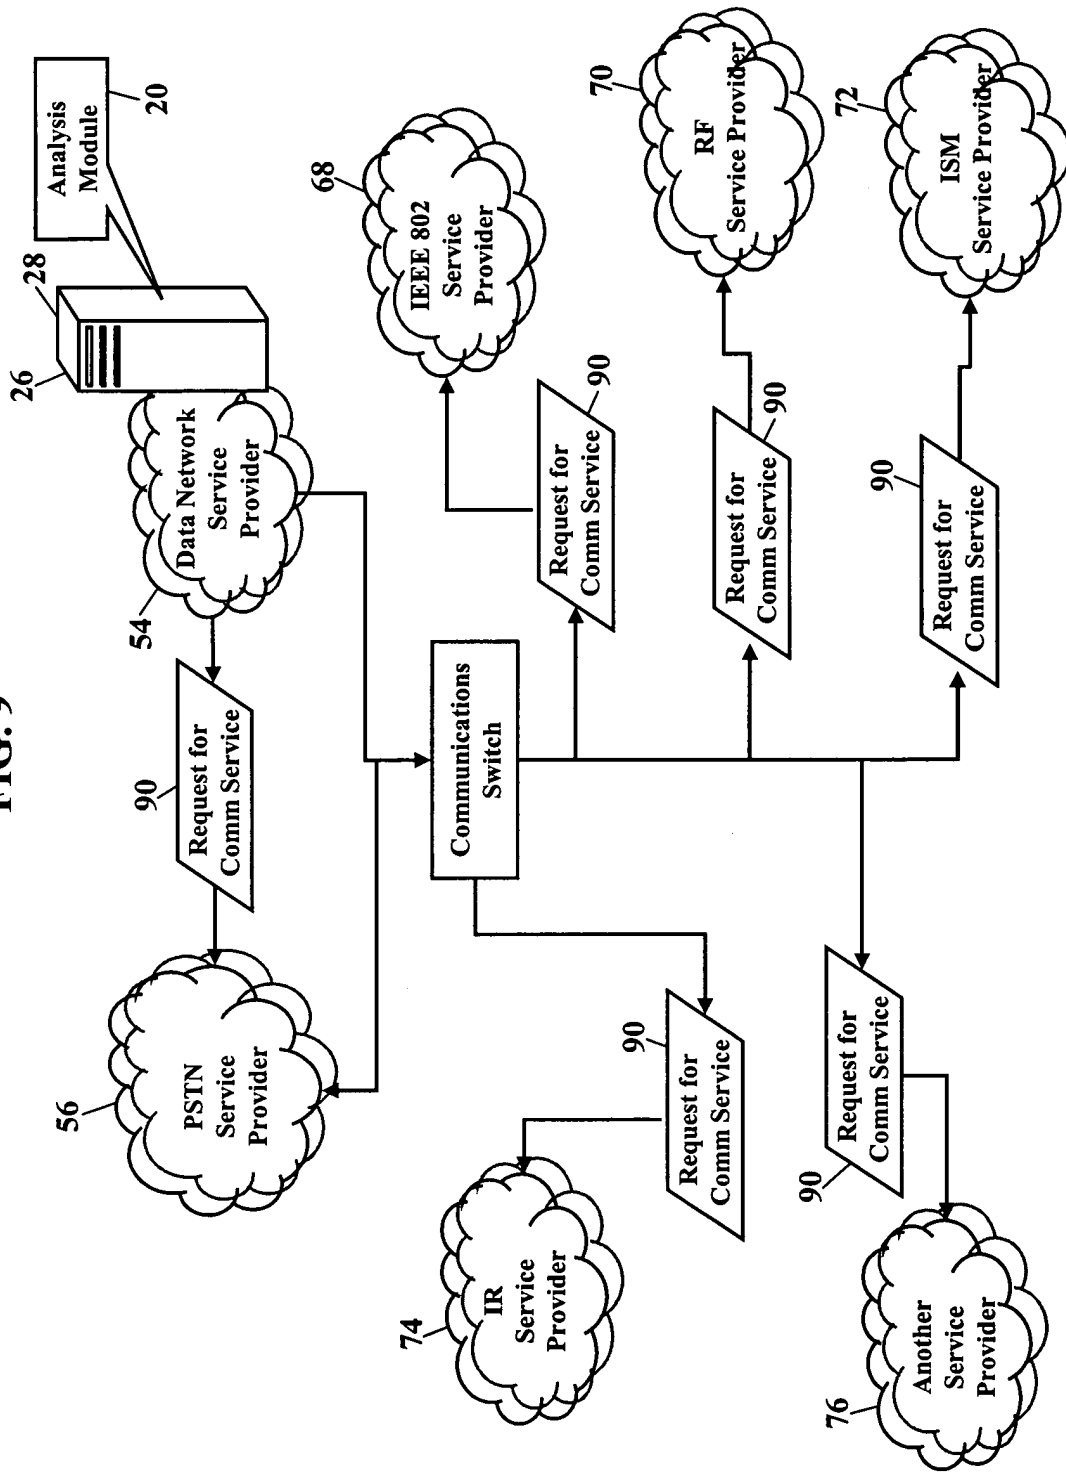 FIG. 9
Analysis
Module
20
28
26
Data Network
Service
Provider
54
90
Request for
Comm Service
PSTN
Service
Provider
56
Communications
Switch
68
IEEE 802
Service
Provider
90
Request for
Comm Service
70
RF
Service Provider
90
Request for
Comm Service
72
ISM
Service Provider
90
Request for
Comm Service
90
Request for
Comm Service
74
IR
Service
Provider
90
Request for
Comm Service
76
Another
Service
Provider